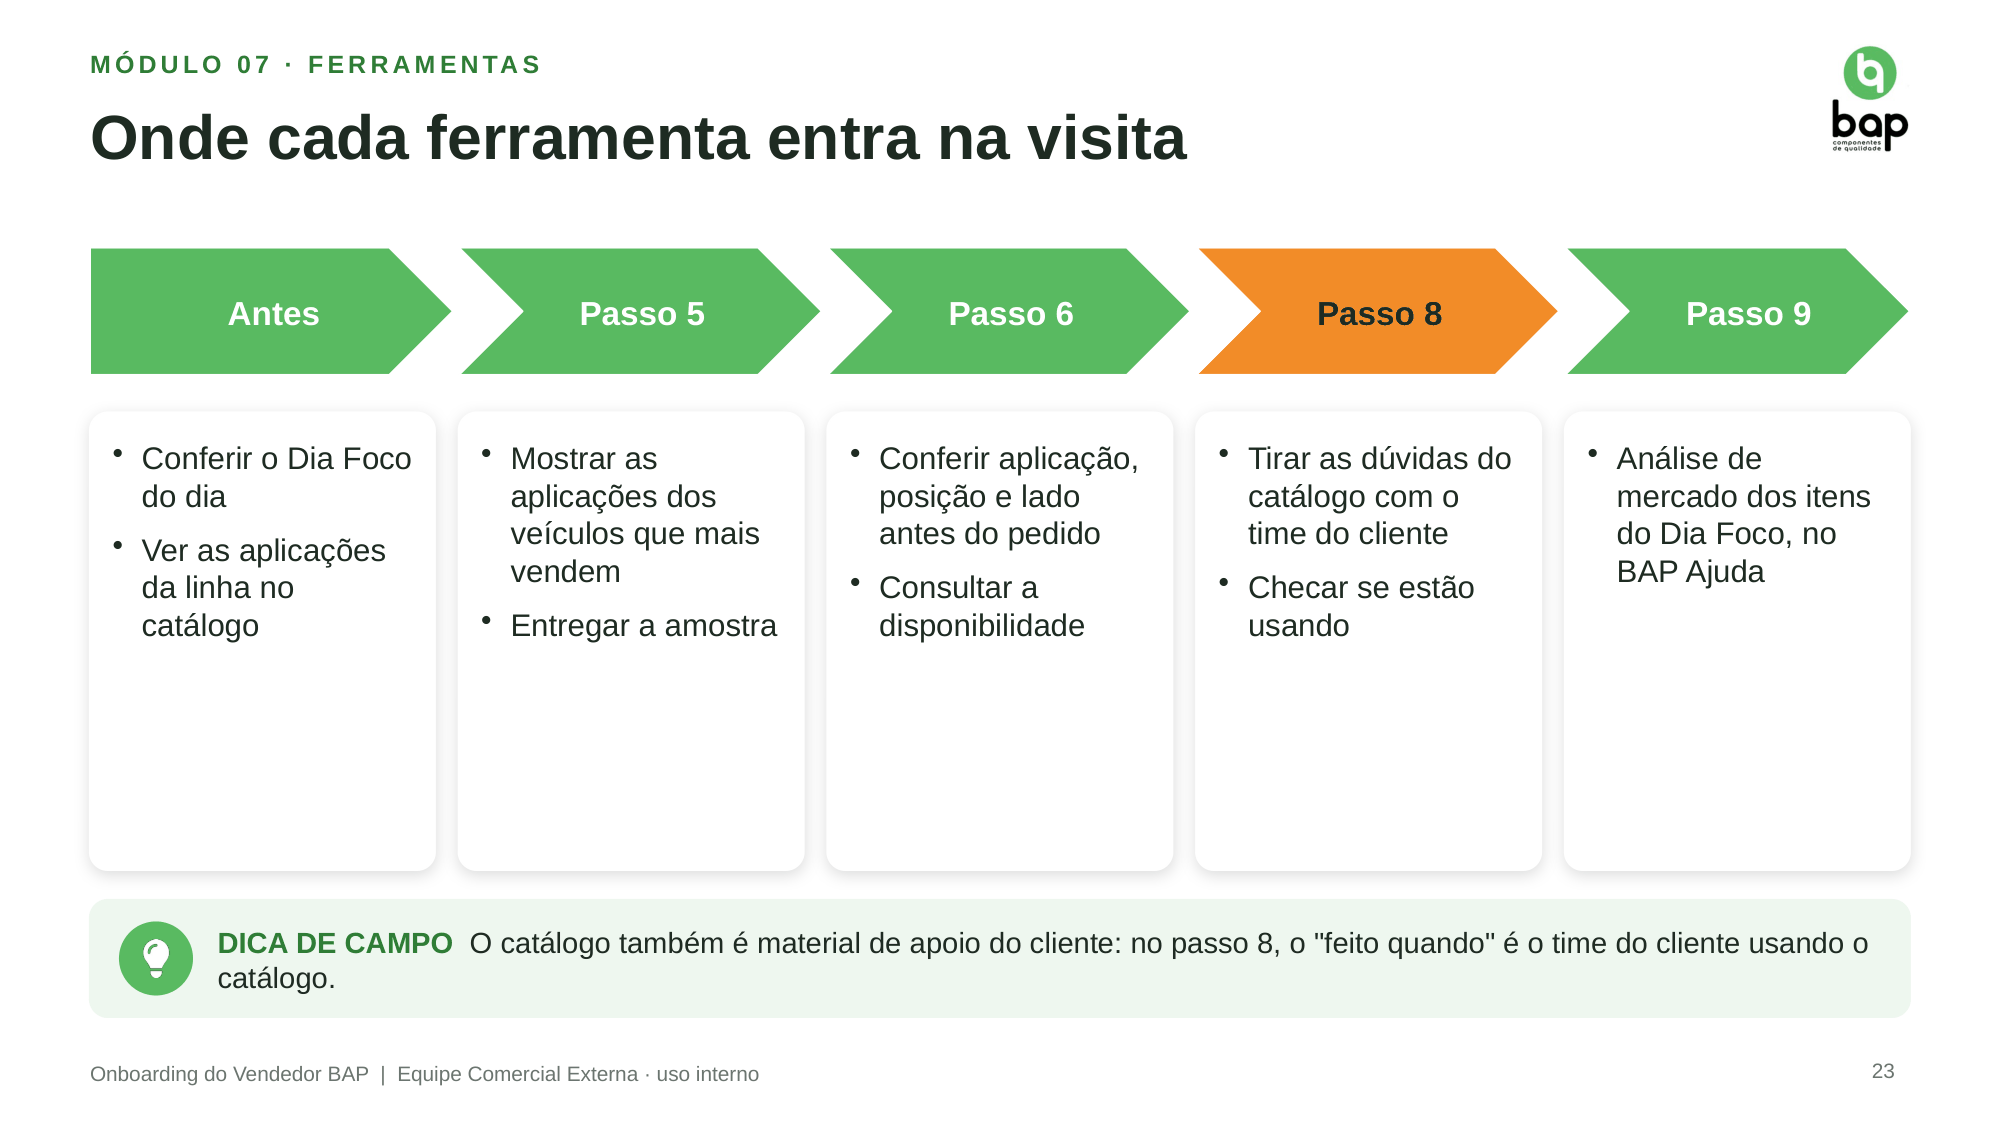 MÓDULO 07 · FERRAMENTAS
Onde cada ferramenta entra na visita
bap
componentes
de qualidade
Antes
Passo 5
Passo 6
Passo 8
Passo 9
• Conferir o Dia Foco
do dia
• Ver as aplicações
da linha no
catálogo
• Mostrar as
aplicações dos
veículos que mais
vendem
• Entregar a amostra
• Conferir aplicação,
posição e lado
antes do pedido
• Consultar a
disponibilidade
• Tirar as dúvidas do
catálogo com o
time do cliente
• Checar se estão
usando
• Análise de
mercado dos itens
do Dia Foco, no
BAP Ajuda
DICA DE CAMPO O catálogo também é material de apoio do cliente: no passo 8, o "feito quando" é o time do cliente usando o
catálogo.
Onboarding do Vendedor BAP | Equipe Comercial Externa · uso interno
23